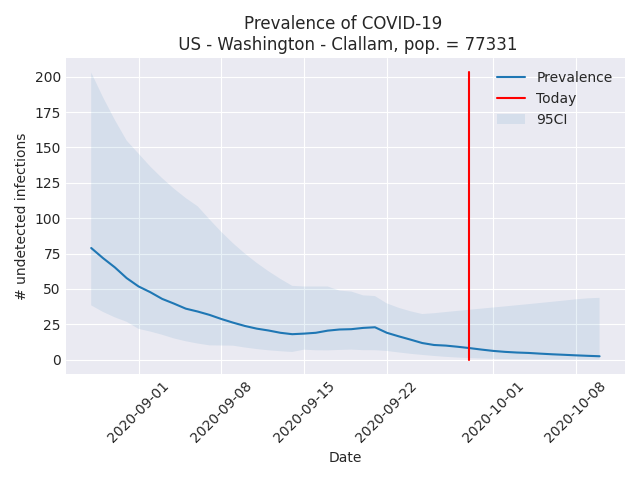 Prevalence of COVID-19
US - Washington - Clallam, pop. = 77331
Prevalence
Today
95CI
# undetected infections
200
175
150
125
100
75
50
25
0
2020-09-01
2020-09-08
2020-09-15
2020-09-22
2020-10-01
2020-10-08
Date